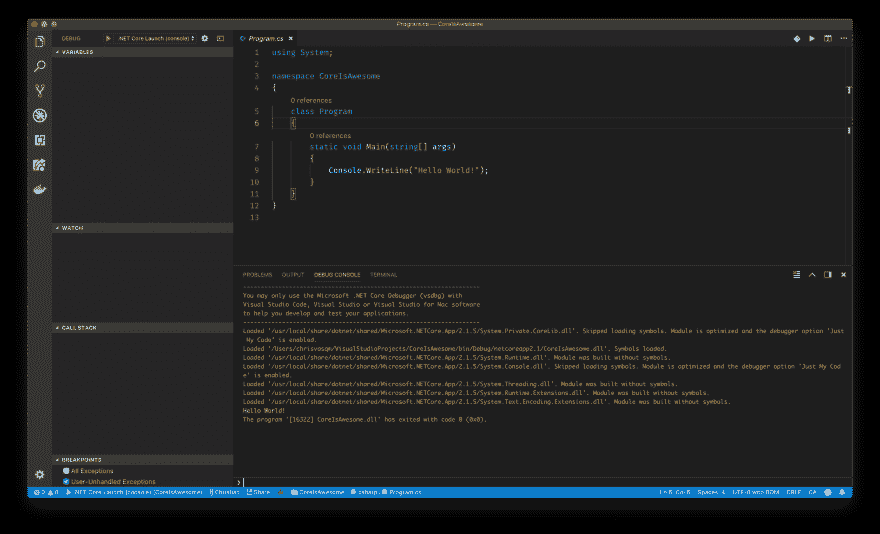 Program.cs — CoreIsAwesome
DEBUG
.NET Core Launch (console)
Program.cs
VARIABLES
WATCH
CALL STACK
BREAKPOINTS
All Exceptions
User-Unhandled Exceptions
1 using System;
2
3 namespace CoreIsAwesome
4 {
0 references
5 class Program
6 {
0 references
7 static void Main(string[] args)
8 {
9 Console.WriteLine("Hello World!");
10 }
11 }
12 }
13
PROBLEMS OUTPUT DEBUG CONSOLE TERMINAL
-------------------------------------------------------------------
You may only use the Microsoft .NET Core Debugger (vsdbg) with
Visual Studio Code, Visual Studio or Visual Studio for Mac software
to help you develop and test your applications.
-------------------------------------------------------------------
Loaded '/usr/local/share/dotnet/shared/Microsoft.NETCore.App/2.1.5/System.Private.CoreLib.dll'. Skipped loading symbols. Module is optimized and the debugger option 'Just
My Code' is enabled.
Loaded '/Users/chrisvasqm/VisualStudioProjects/CoreIsAwesome/bin/Debug/netcoreapp2.1/CoreIsAwesome.dll'. Symbols loaded.
Loaded '/usr/local/share/dotnet/shared/Microsoft.NETCore.App/2.1.5/System.Runtime.dll'. Module was built without symbols.
Loaded '/usr/local/share/dotnet/shared/Microsoft.NETCore.App/2.1.5/System.Console.dll'. Skipped loading symbols. Module is optimized and the debugger option 'Just My Cod
e' is enabled.
Loaded '/usr/local/share/dotnet/shared/Microsoft.NETCore.App/2.1.5/System.Threading.dll'. Module was built without symbols.
Loaded '/usr/local/share/dotnet/shared/Microsoft.NETCore.App/2.1.5/System.Runtime.Extensions.dll'. Module was built without symbols.
Loaded '/usr/local/share/dotnet/shared/Microsoft.NETCore.App/2.1.5/System.Text.Encoding.Extensions.dll'. Module was built without symbols.
Hello World!
The program '[16322] CoreIsAwesome.dll' has exited with code 0 (0x0).
0 0 .NET Core Launch (console) (CoreIsAwesome) Christian Share CoreIsAwesome csharp Program.cs Spaces: 4 UTF-8 with BOM CRLF C#